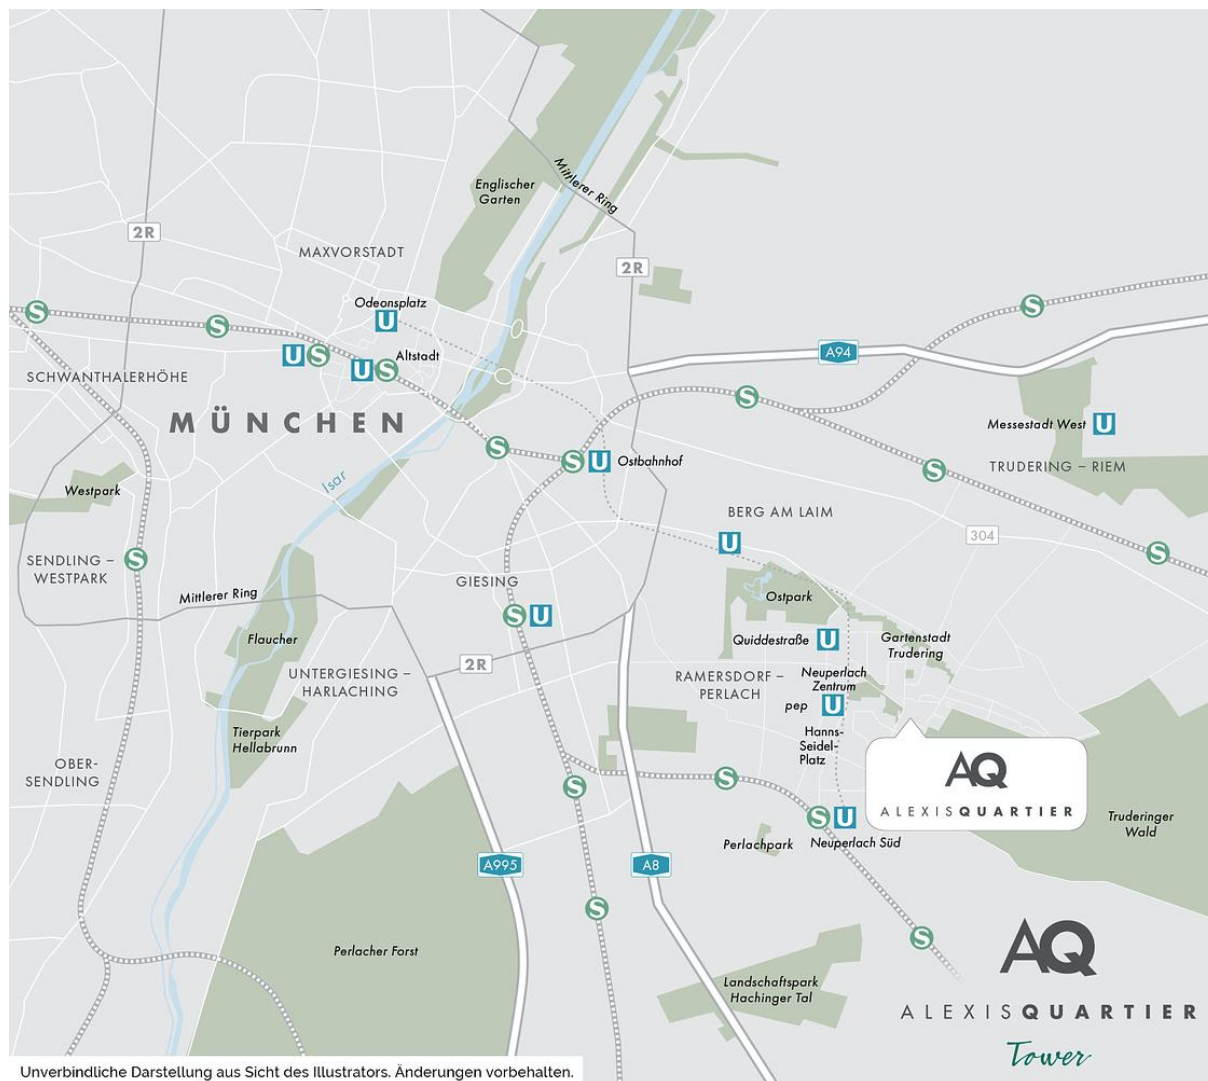 Mittlerer Ring
Englischer
Garten
2R
MAXVORSTADT
2R
Odeonsplatz
S
S
U
S
A94
U
S
U
S
Altstadt
SCHWANTHALERHÖHE
S
MÜNCHEN
Messestadt West
U
S
S
U
Ostbahnhof
TRUDERING – RIEM
S
Isar
Westpark
BERG AM LAIM
304
U
S
SENDLING –
WESTPARK
S
GIESING
Mittlerer Ring
Ostpark
S
U
Flaucher
Quiddestraße
U
Gartenstadt
Trudering
2R
UNTERGIESING –
HARLACHING
RAMERSDORF –
PERLACH
Neuperlach
Zentrum
pep
U
Tierpark
Hellabrunn
Hanns-
Seidel-
Platz
OBER-
SENDLING
AQ
ALEXISQUARTIER
S
S
S
U
Truderinger
Wald
Perlachpark
Neuperlach Süd
A995
A8
S
S
Perlacher Forst
AQ
Landschaftspark
Hachinger Tal
ALEXISQUARTIER
Tower
Unverbindliche Darstellung aus Sicht des Illustrators. Änderungen vorbehalten.